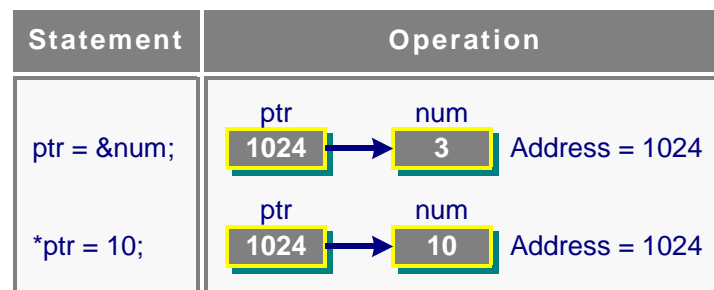 Statement Operation
ptr num
ptr = &num; 1024 3 Address = 1024
ptr num
*ptr = 10; 1024 10 Address = 1024